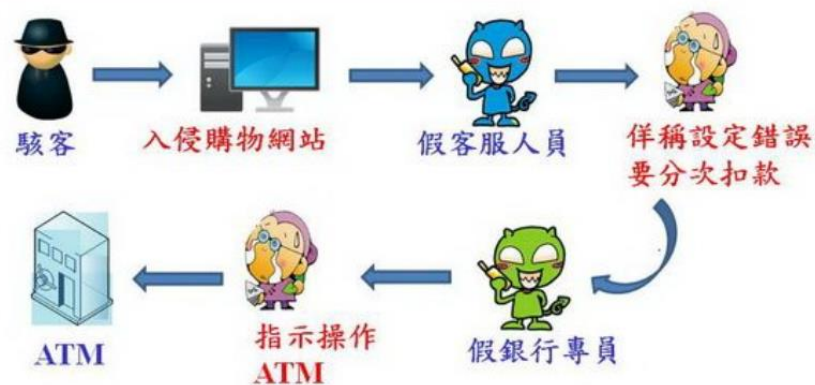 駭客
入侵購物網站
假客服人員
佯稱設定錯誤
要分次扣款
假銀行專員
指示操作
ATM
ATM